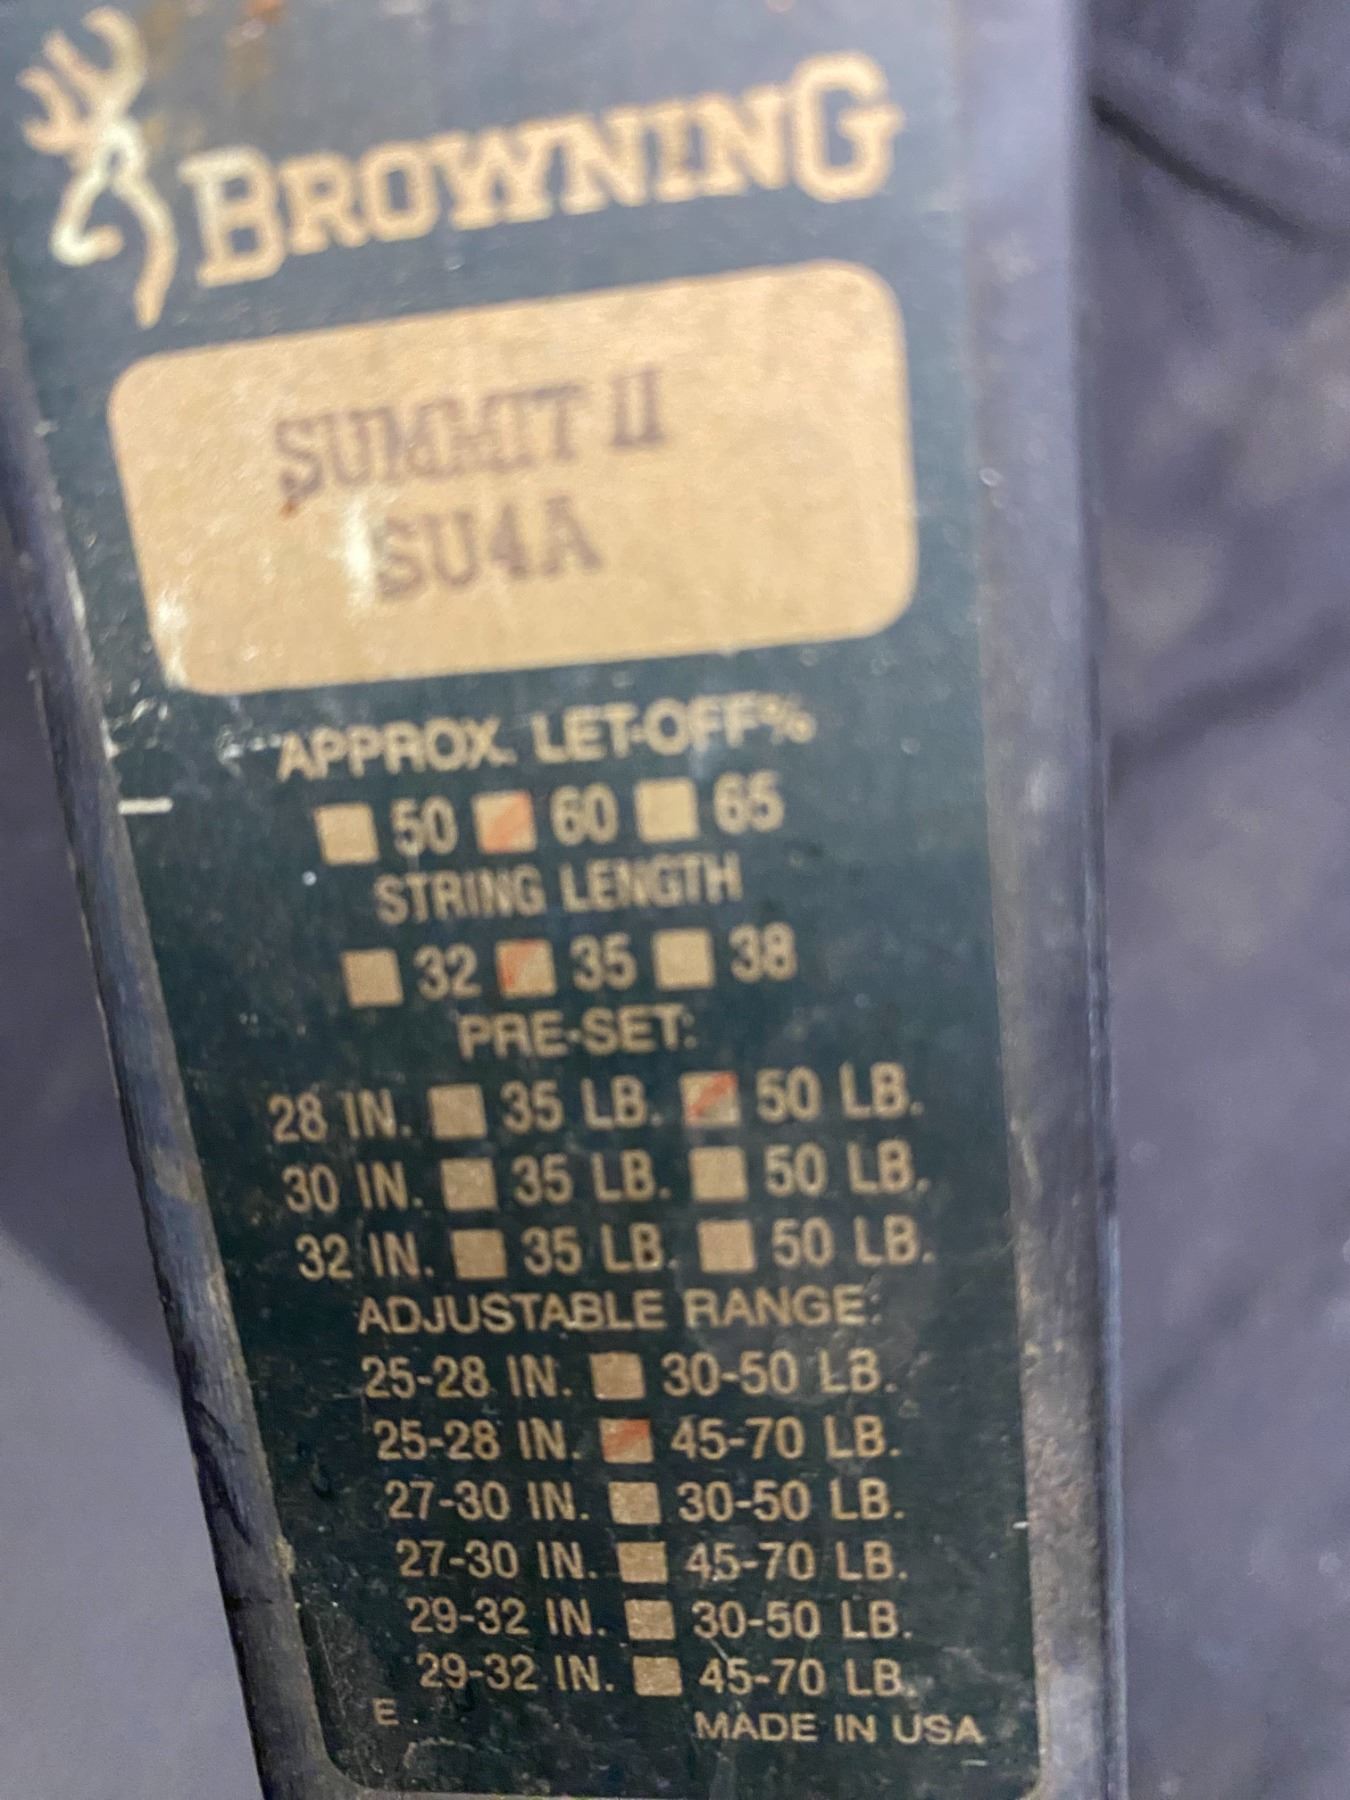 BROWNING
SUMMIT II
SU4A
APPROX. LET-OFF%
50 60 65
STRING LENGTH
32 35 38
PRE-SET:
28 IN. 35 LB. 50 LB.
30 IN. 35 LB. 50 LB.
32 IN. 35 LB. 50 LB.
ADJUSTABLE RANGE:
25-28 IN. 30-50 LB.
25-28 IN. 45-70 LB.
27-30 IN. 30-50 LB.
27-30 IN. 45-70 LB.
29-32 IN. 30-50 LB.
29-32 IN. 45-70 LB.
E MADE IN USA